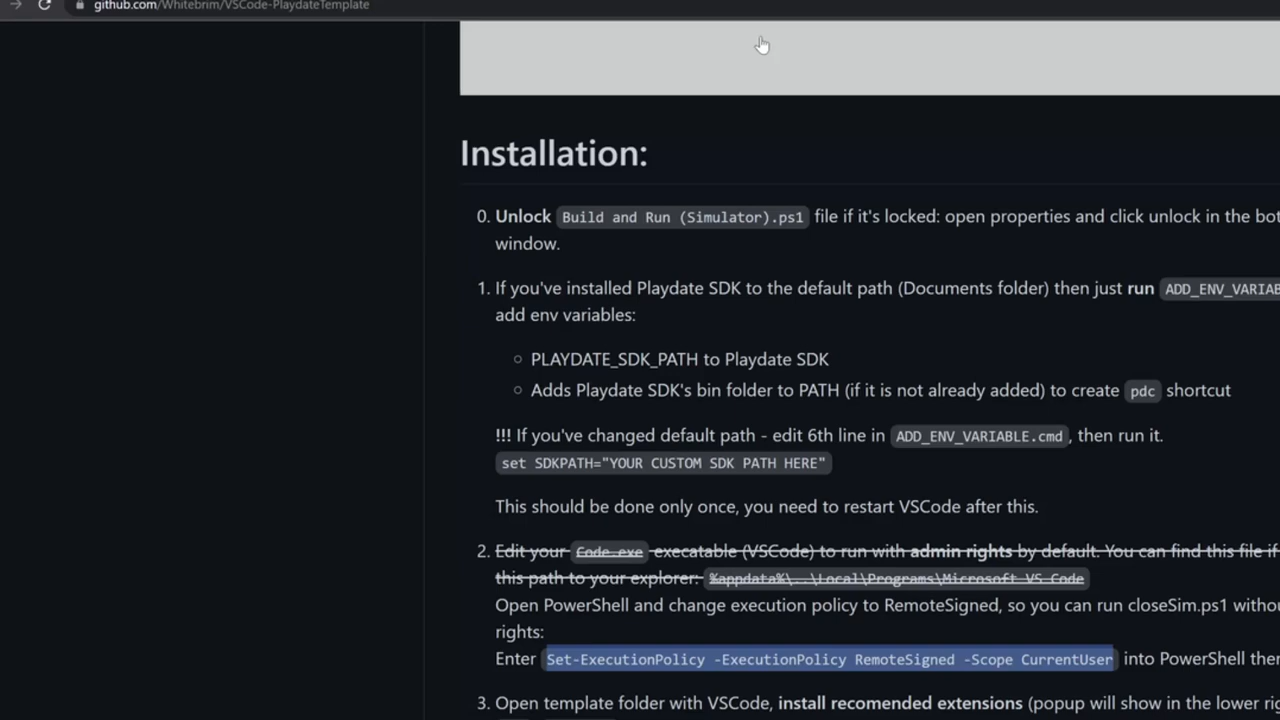 github.com/Whitebrim/VSCode-PlaydateTemplate
Installation:
0. Unlock Build and Run (Simulator).ps1 file if it's locked: open properties and click unlock in the
window.
1. If you've installed Playdate SDK to the default path (Documents folder) then just run
add env variables:
PLAYDATE_SDK_PATH to Playdate SDK
Adds Playdate SDK's bin folder to PATH (if it is not already added) to create pdc shortcut
!!! If you've changed default path - edit 6th line in ADD_ENV_VARIABLE.cmd, then run it.
set SDKPATH="YOUR CUSTOM SDK PATH HERE"
This should be done only once, you need to restart VSCode after this.
2. Edit your Code.exe execatable (VSCode) to run with admin rights by default. You can find this file if
this path to your explorer: %appdata%\..\Local\Programs\Microsoft VS Code
Open PowerShell and change execution policy to RemoteSigned, so you can run closeSim.ps1
rights:
Enter Set-ExecutionPolicy -ExecutionPolicy RemoteSigned -Scope CurrentUser into PowerShell
3. Open template folder with VSCode, install recomended extensions (popup will show in the lower